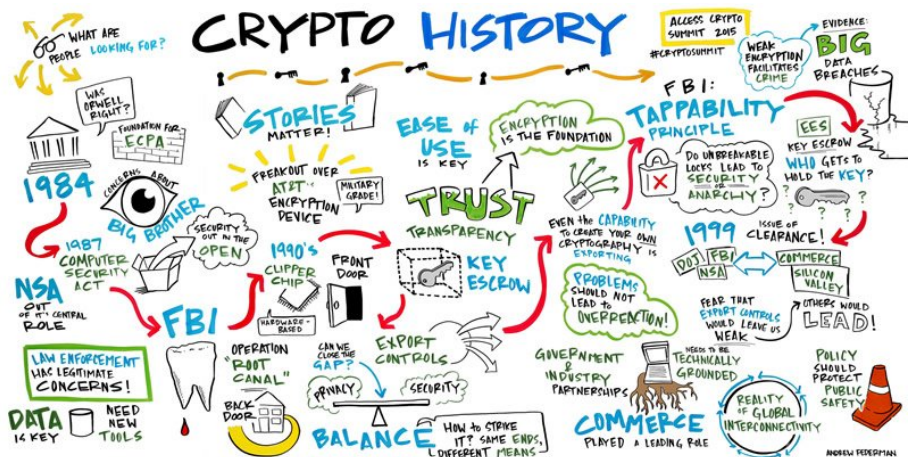 CRYPTO HISTORY
ACCESS CRYPTO
SUMMIT 2015
#CRYPTOSUMMIT
WHAT ARE
PEOPLE LOOKING FOR?
WAS
ORWELL
RIGHT?
FOUNDATION FOR
ECPA
1984
CONCERNS ABOUT
BIG BROTHER
1987
COMPUTER
SECURITY
ACT
SECURITY
OUT IN THE
OPEN
NSA
OUT
OF IT'S CENTRAL
ROLE
FBI
LAW ENFORCEMENT
HAS LEGITIMATE
CONCERNS!
DATA
IS KEY
NEED
NEW
TOOLS
STORIES
MATTER!
FREAKOUT OVER
AT&T
ENCRYPTION
DEVICE
MILITARY
GRADE!
1990'S
CLIPPER
CHIP
HARDWARE-
BASED
FRONT
DOOR
OPERATION
"ROOT
CANAL"
BACK
DOOR
EASE of
USE
IS KEY
ENCRYPTION
IS THE FOUNDATION
TRUST
TRANSPARENCY
KEY
ESCROW
EXPORT
CONTROLS
CAN WE
CLOSE THE
GAP?
PRIVACY
SECURITY
BALANCE
HOW TO STRIKE
IT? SAME ENDS,
DIFFERENT MEANS
EVEN THE CAPABILITY
TO CREATE YOUR OWN
CRYPTOGRAPHY IS
EXPORTING
PROBLEMS
SHOULD NOT
LEAD TO
OVERREACTION!
GOVERNMENT
&
INDUSTRY
PARTNERSHIPS
NEEDS TO BE
TECHNICALLY
GROUNDED
COMMERCE
PLAYED A LEADING ROLE
FBI:
TAPPABILITY
PRINCIPLE
DO UNBREAKABLE
LOCKS LEAD TO
SECURITY
OR
ANARCHY?
WEAK
ENCRYPTION
FACILITATES
CRIME
EVIDENCE:
BIG
DATA
BREACHES
EES
KEY ESCROW
WHO GETS TO
HOLD THE KEY?
? ? ? ?
1999
ISSUE OF
CLEARANCE!
DOJ
FBI
NSA
COMMERCE
SILICON
VALLEY
FEAR THAT
EXPORT CONTROLS
WOULD LEAVE US
WEAK
OTHERS WOULD
LEAD!
REALITY
OF GLOBAL
INTERCONNECTIVITY
POLICY
SHOULD
PROTECT
PUBLIC
SAFETY
ANDREW FEDERMAN